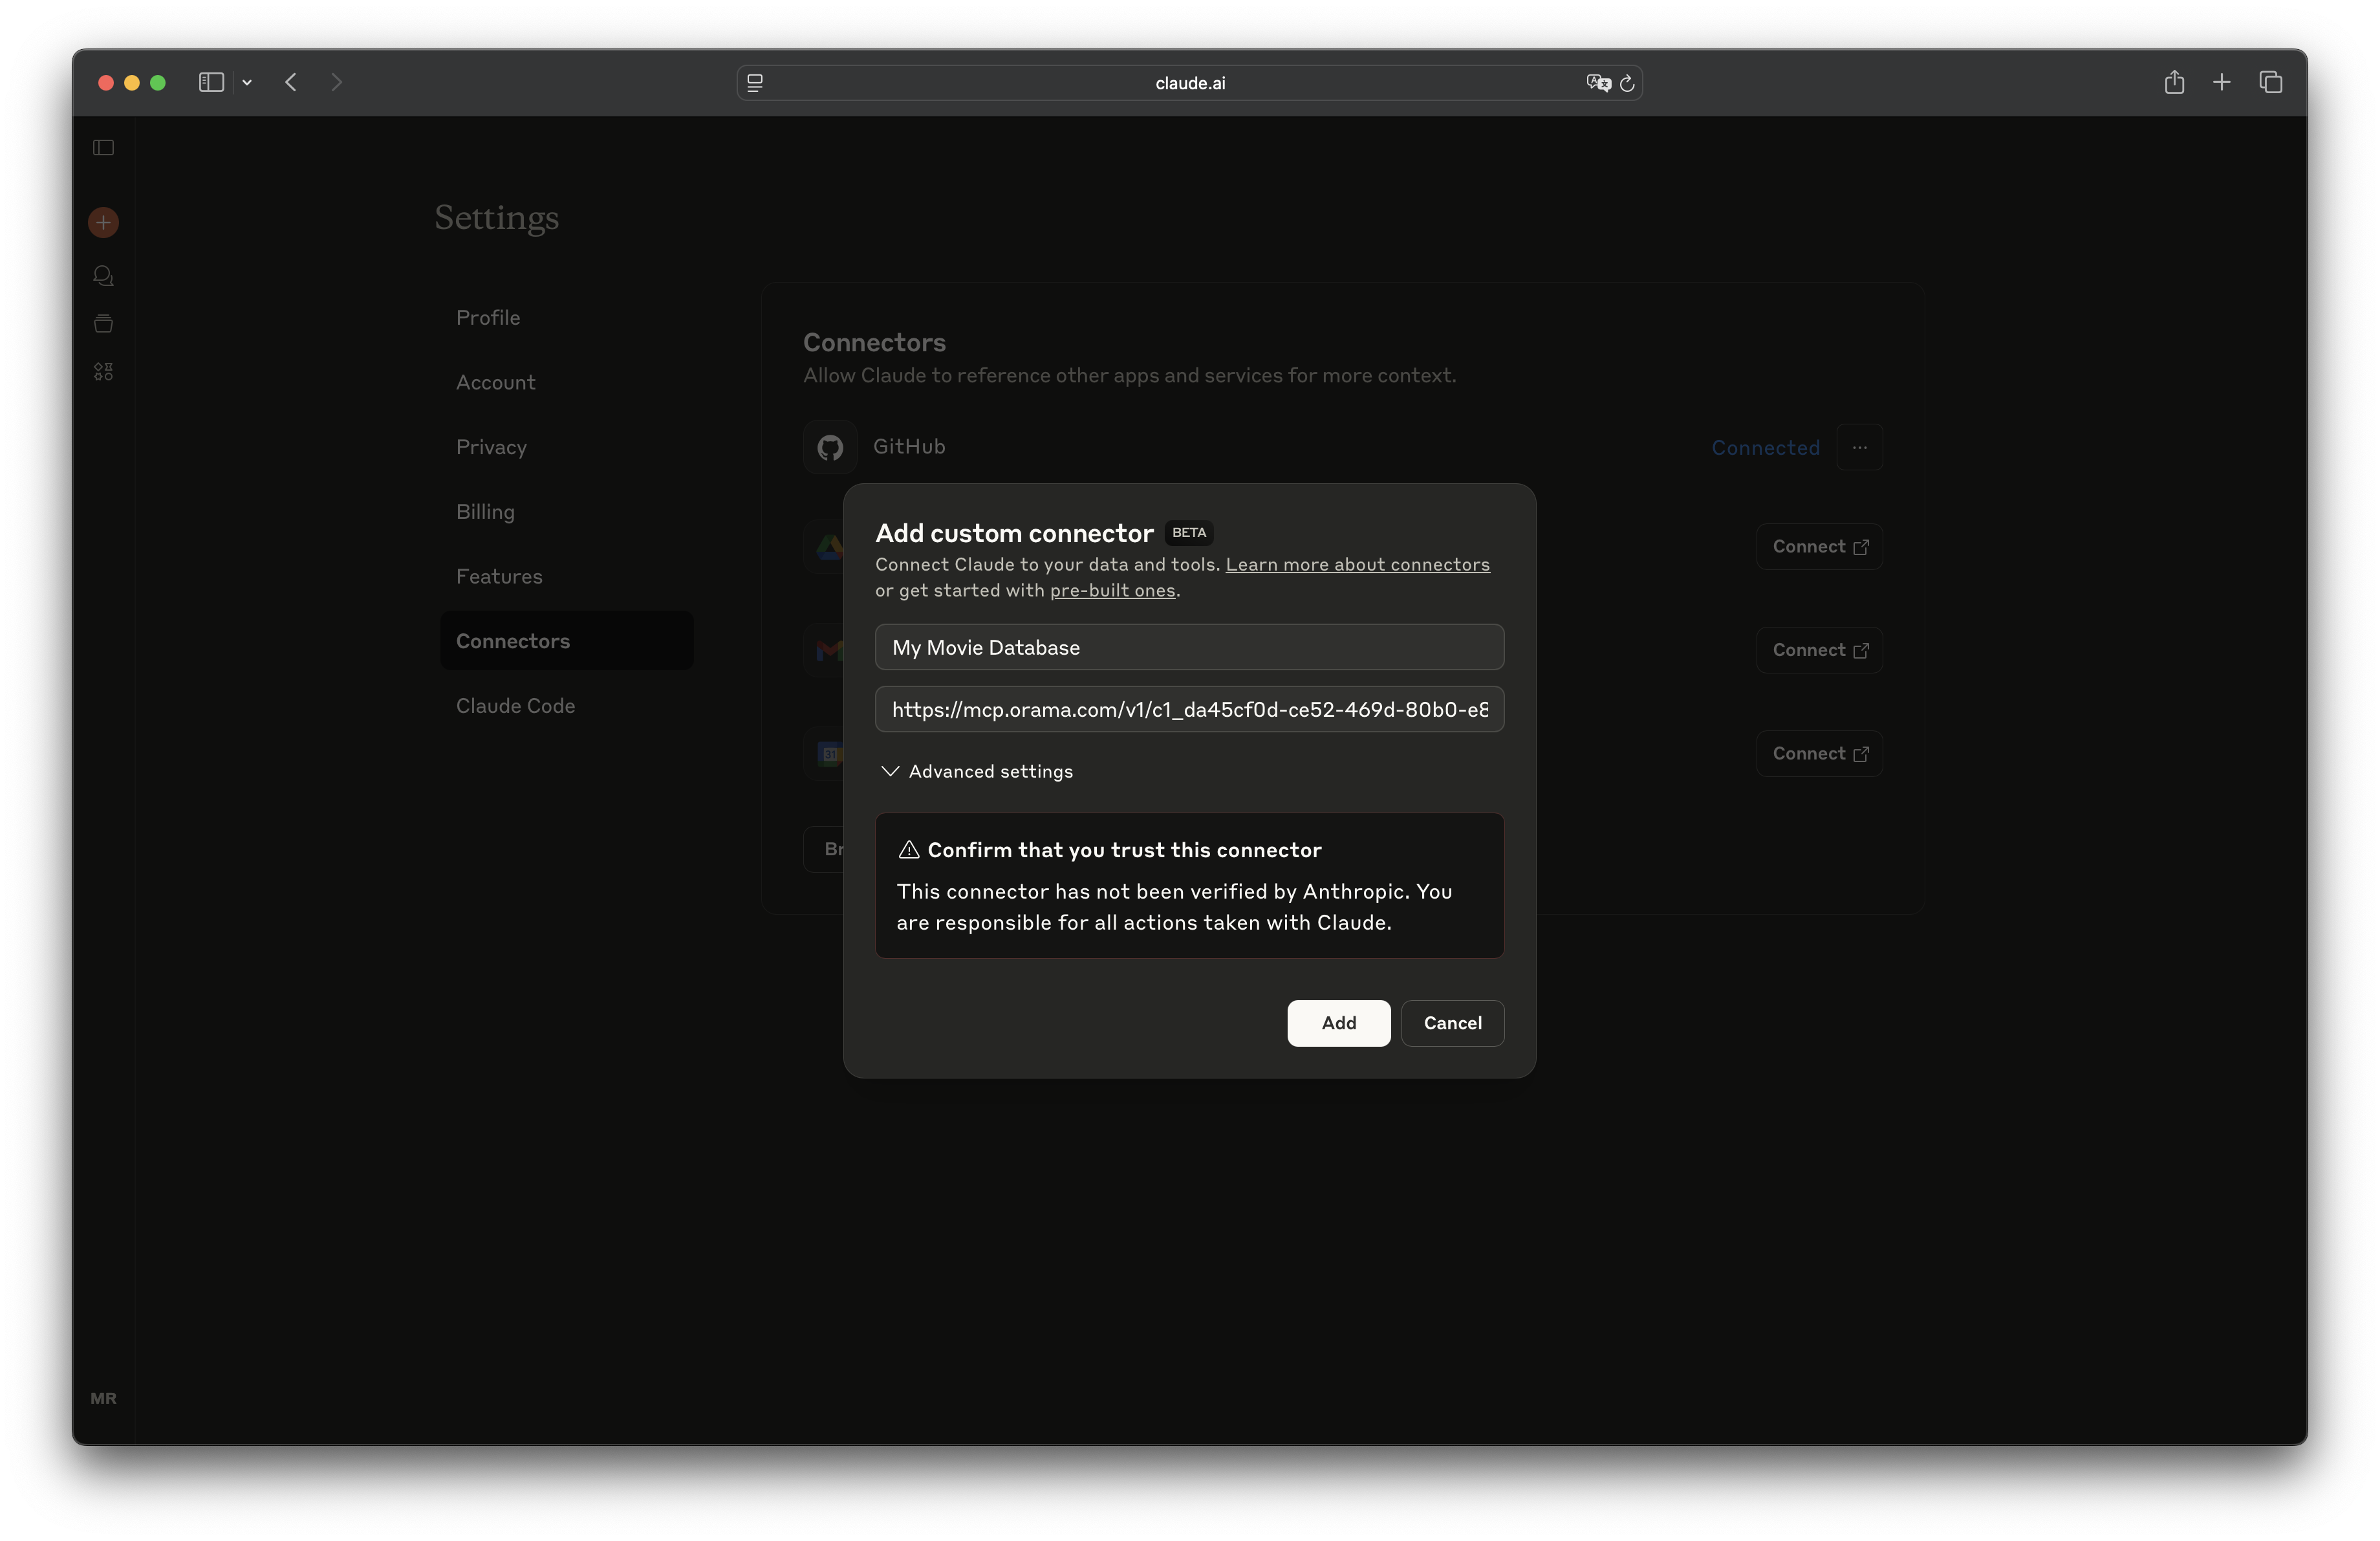 claude.ai
Settings
Profile
Account
Privacy
Billing
Features
Connectors
Claude Code
MR
Connectors
Allow Claude to reference other apps and services for more context.
GitHub
Connected
Connect
Connect
31
Connect
Br
Add custom connector BETA
Connect Claude to your data and tools. Learn more about connectors
or get started with pre-built ones.
My Movie Database
https://mcp.orama.com/v1/c1_da45cf0d-ce52-469d-80b0-e8
Advanced settings
Confirm that you trust this connector
This connector has not been verified by Anthropic. You
are responsible for all actions taken with Claude.
Add
Cancel